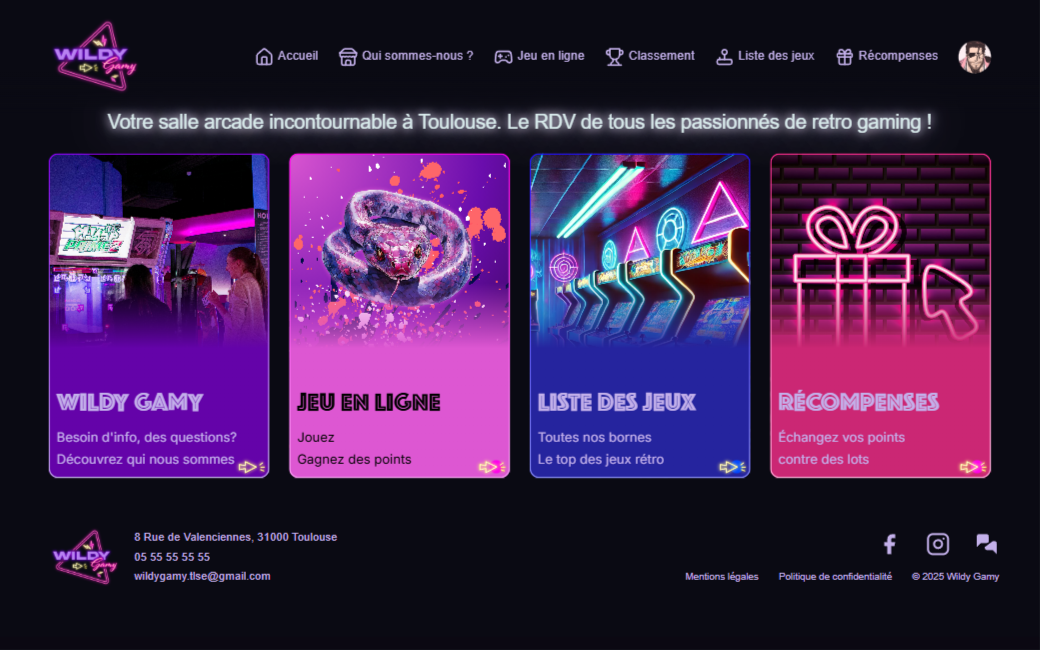 WILDY
Gamy
Accueil
Qui sommes-nous ?
Jeu en ligne
Classement
Liste des jeux
Récompenses
Votre salle arcade incontournable à Toulouse. Le RDV de tous les passionnés de retro gaming !
WILDY GAMY
Besoin d'info, des questions?
Découvrez qui nous sommes
JEU EN LIGNE
Jouez
Gagnez des points
LISTE DES JEUX
Toutes nos bornes
Le top des jeux rétro
RÉCOMPENSES
Échangez vos points
contre des lots
WILDY
Gamy
8 Rue de Valenciennes, 31000 Toulouse
05 55 55 55 55
wildygamy.tlse@gmail.com
Mentions légales
Politique de confidentialité
© 2025 Wildy Gamy